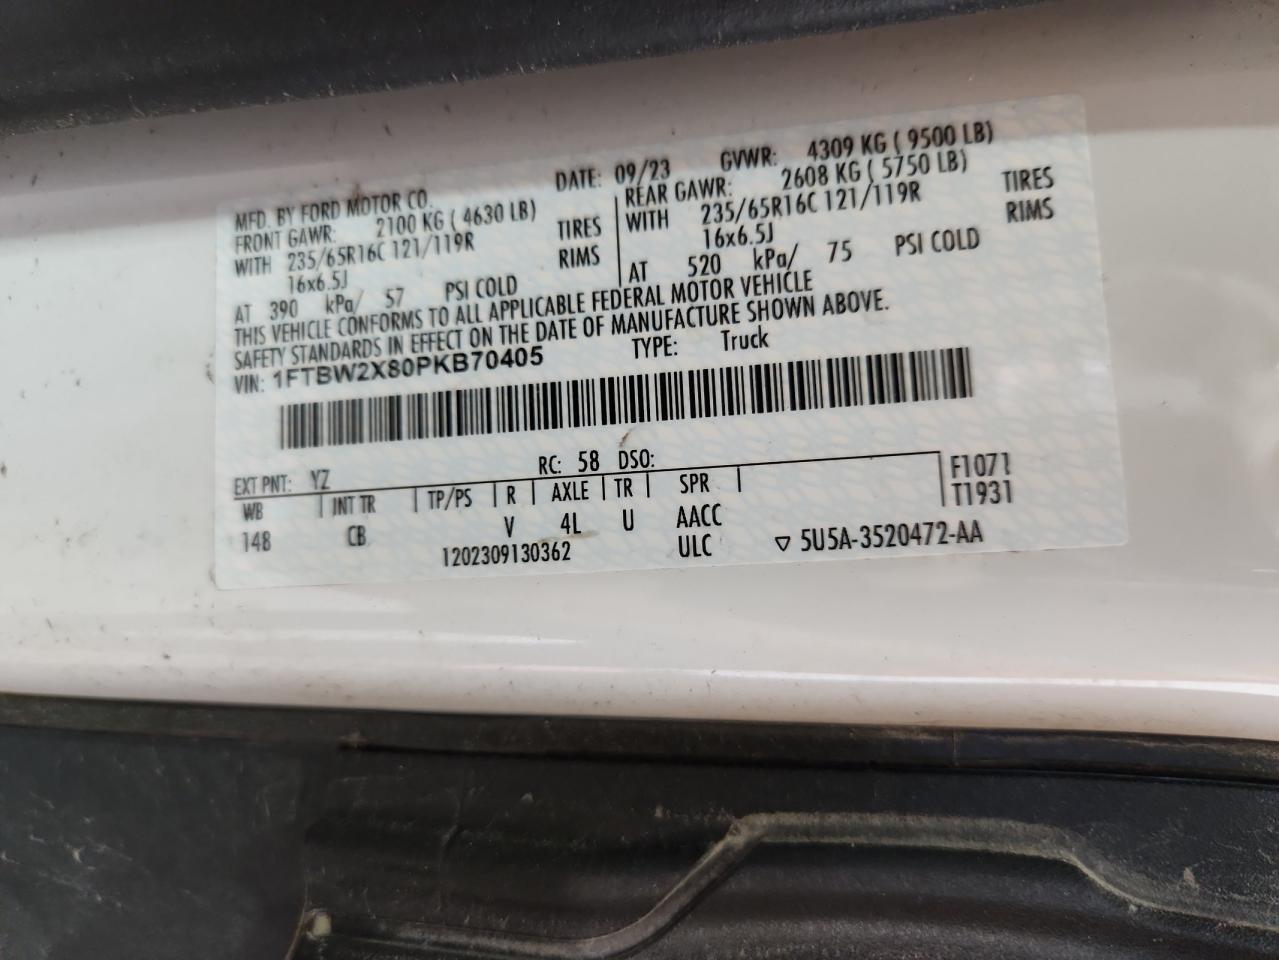 MFD. BY FORD MOTOR CO.
DATE: 09/23 GVWR: 4309 KG ( 9500 LB)
FRONT GAWR: 2100 KG ( 4630 LB)
WITH 235/65R16C 121/119R TIRES
16x6.5J RIMS
AT 390 kPa/ 57 PSI COLD
REAR GAWR: 2608 KG ( 5750 LB)
WITH 235/65R16C 121/119R TIRES
16x6.5J RIMS
AT 520 kPa/ 75 PSI COLD
THIS VEHICLE CONFORMS TO ALL APPLICABLE FEDERAL MOTOR VEHICLE
SAFETY STANDARDS IN EFFECT ON THE DATE OF MANUFACTURE SHOWN ABOVE.
VIN: 1FTBW2X80PKB70405 TYPE: Truck
EXT PNT: YZ RC: 58 DSO:
WB INT TR TP/PS R AXLE TR SPR F1071
T1931
148 CB V 4L U AACC
1202309130362 ULC ▽ 5U5A-3520472-AA